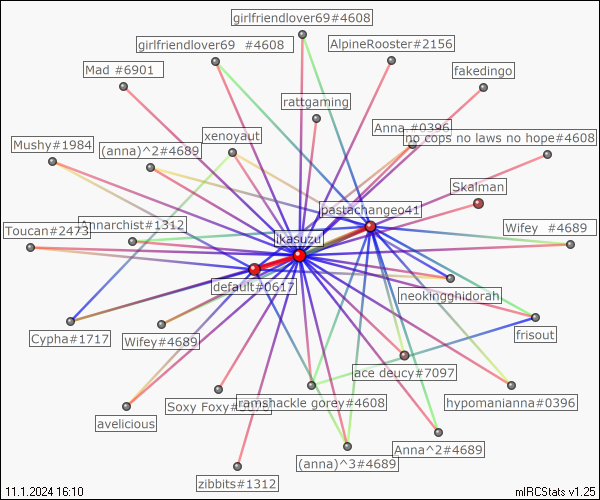 girlfriendlover69#4608
girlfriendlover69 #4608
AlpineRooster#2156
Mad #6901
fakedingo
rattgaming
Anna #0396
xenoyaut
no cops no laws no hope#4608
Mushy#1984
(anna)^2#4689
Skalman
pastachangeo41
Toucan#2473
annarchist#1312
Wifey #4689
ikasuzu
default#0617
neokingghidorah
Cypha#1717
Wifey#4689
frisout
ace deucy#7097
Soxy Foxy
ramshackle gorey#4608
hypomanianna#0396
avelicious
Anna^2#4689
(anna)^3#4689
zibbits#1312
11.1.2024 16:10
mIRCStats v1.25